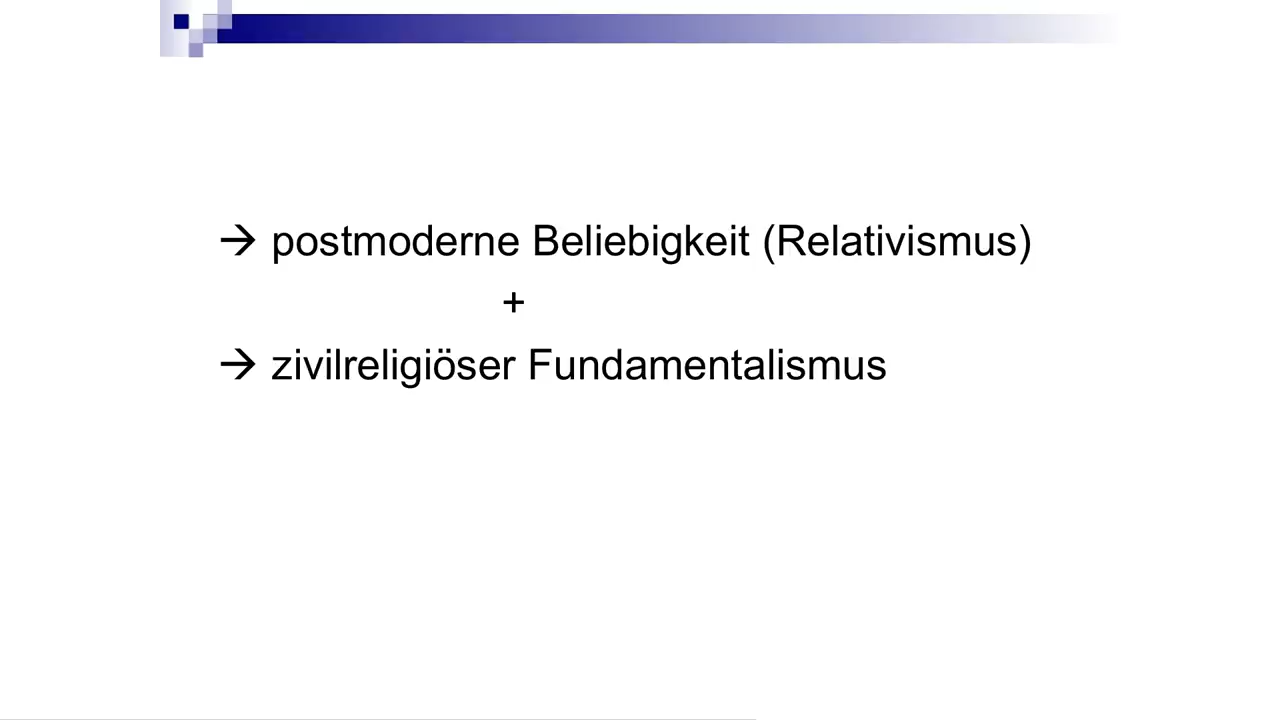 → postmoderne Beliebigkeit (Relativismus)
+
→ zivilreligiöser Fundamentalismus